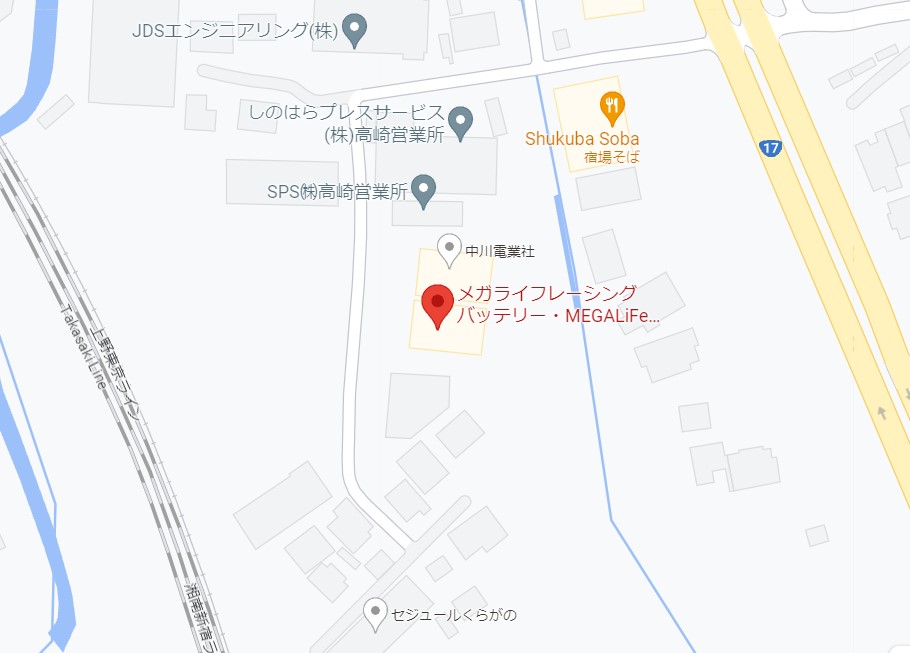 JDSエンジニアリング(株)
しのはらプレスサービス
(株)高崎営業所
Shukuba Soba
宿場そば
17
SPS㈱高崎営業所
中川電業社
メガライフレーシング
バッテリー・MEGALiFe...
上野東京ライン
Takasaki Line
湘南新宿ラ
セジュールくらがの